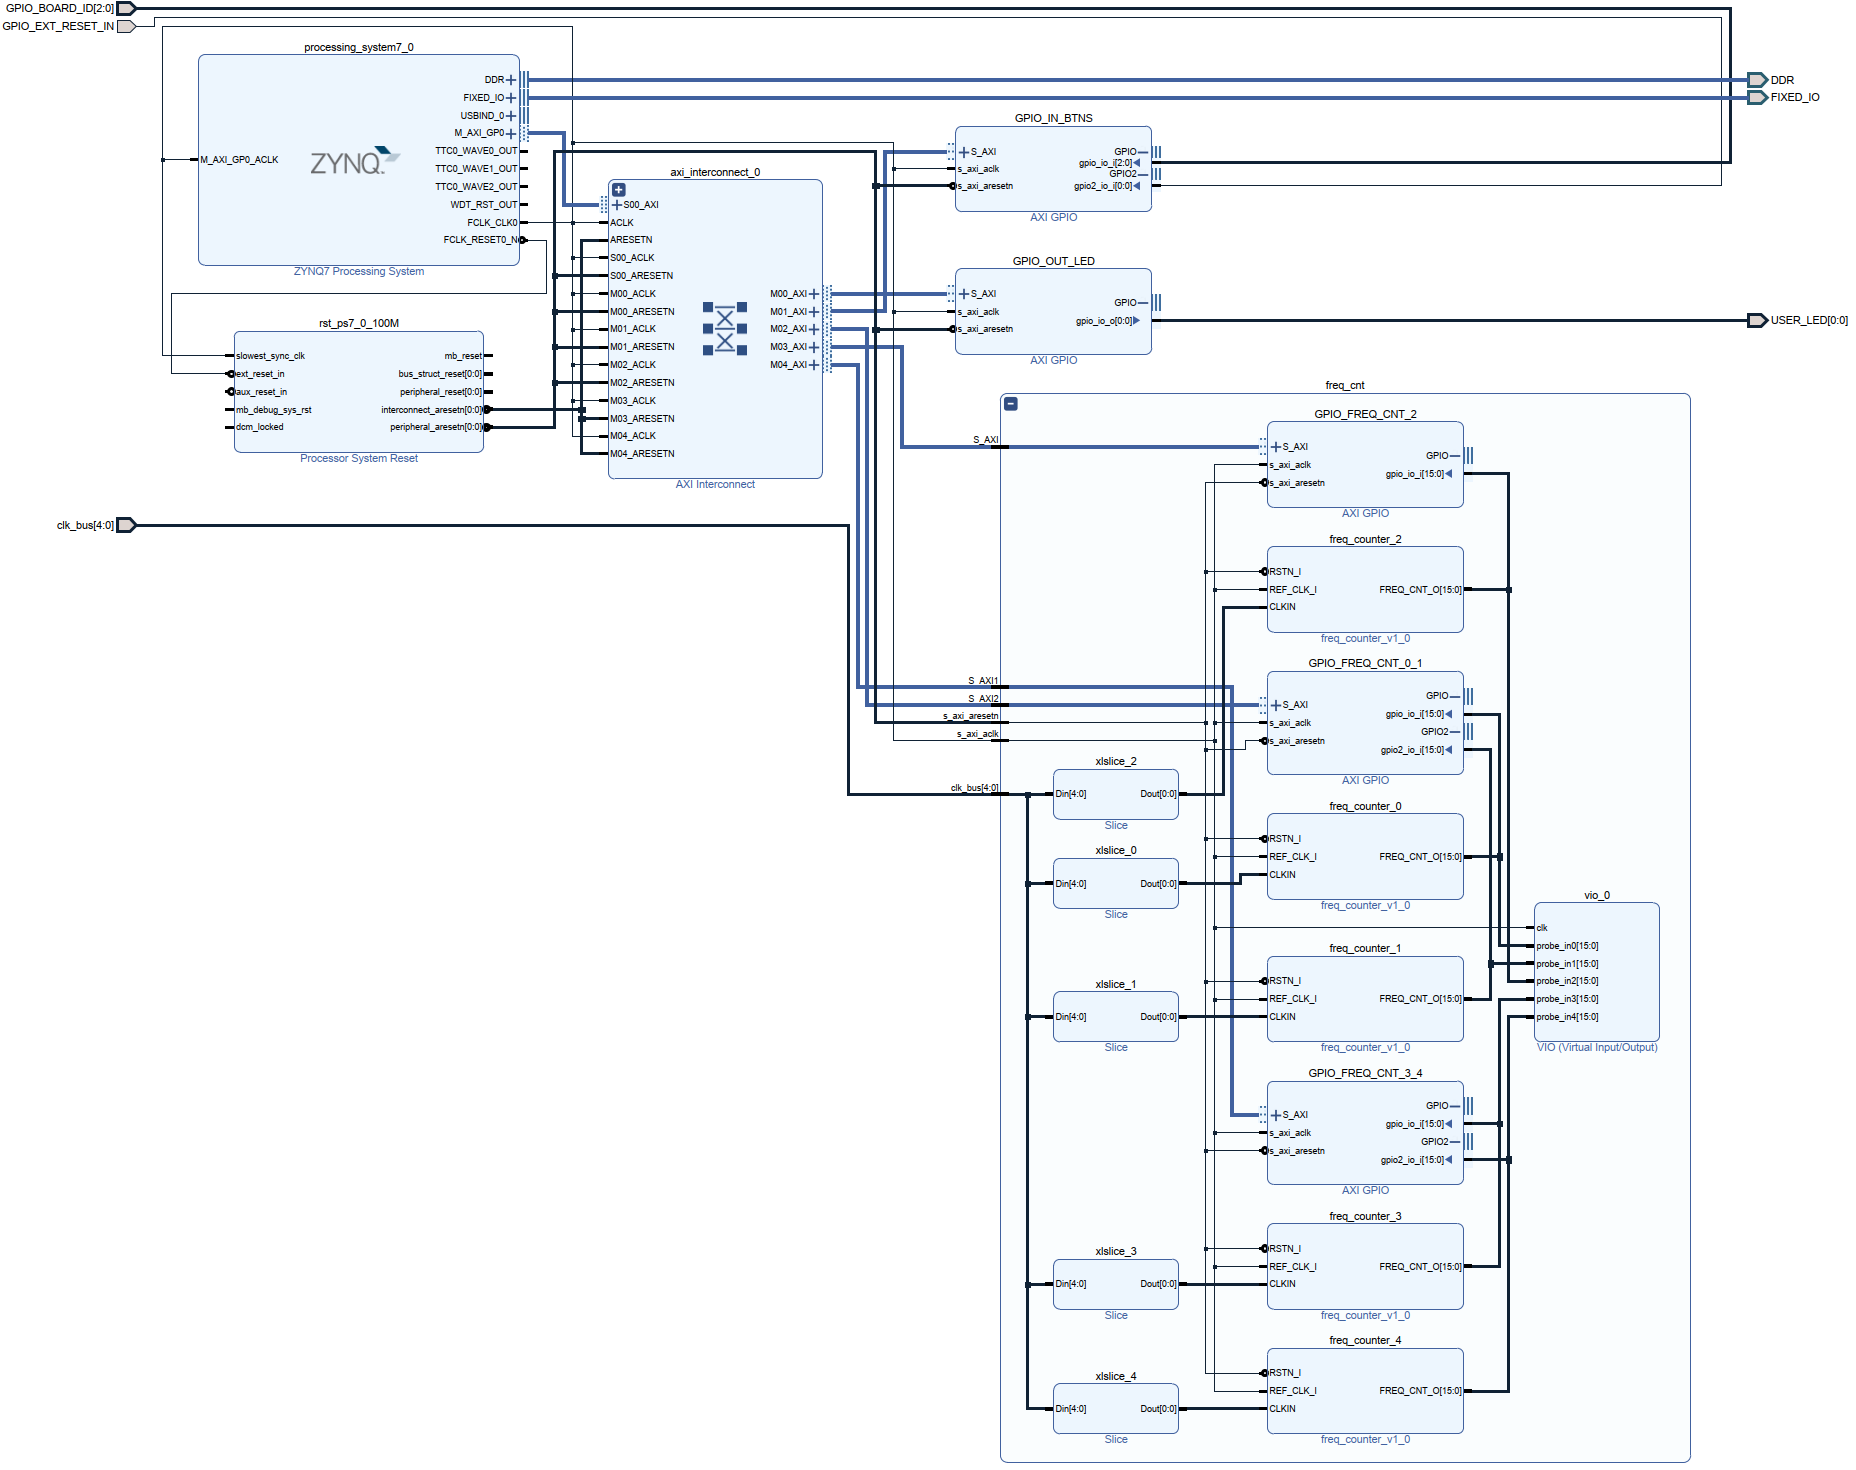 GPIO_BOARD_ID[2:0]
GPIO_EXT_RESET_IN
processing_system7_0
DDR
FIXED_IO
USBIND_0
M_AXI_GP0
TTC0_WAVE0_OUT
M_AXI_GP0_ACLK
ZYNQ
TTC0_WAVE1_OUT
TTC0_WAVE2_OUT
WDT_RST_OUT
FCLK_CLK0
FCLK_RESET0_N
ZYNQ7 Processing System
DDR
FIXED_IO
GPIO_IN_BTNS
S_AXI
s_axi_aclk
s_axi_aresetn
GPIO
gpio_io_i[2:0]
GPIO2
gpio2_io_i[0:0]
AXI GPIO
axi_interconnect_0
S00_AXI
ACLK
ARESETN
S00_ACLK
S00_ARESETN
M00_ACLK
M00_ARESETN
M01_ACLK
M01_ARESETN
M02_ACLK
M02_ARESETN
M03_ACLK
M03_ARESETN
M04_ACLK
M04_ARESETN
M00_AXI
M01_AXI
M02_AXI
M03_AXI
M04_AXI
AXI Interconnect
GPIO_OUT_LED
S_AXI
s_axi_aclk
s_axi_aresetn
GPIO
gpio_io_o[0:0]
AXI GPIO
USER_LED[0:0]
rst_ps7_0_100M
slowest_sync_clk
ext_reset_in
aux_reset_in
mb_debug_sys_rst
dcm_locked
mb_reset
bus_struct_reset[0:0]
peripheral_reset[0:0]
interconnect_aresetn[0:0]
peripheral_aresetn[0:0]
Processor System Reset
clk_bus[4:0]
freq_cnt
S_AXI
S_AXI1
S_AXI2
s_axi_aresetn
s_axi_aclk
clk_bus[4:0]
GPIO_FREQ_CNT_2
S_AXI
s_axi_aclk
s_axi_aresetn
GPIO
gpio_io_i[15:0]
AXI GPIO
freq_counter_2
RSTN_I
REF_CLK_I
CLKIN
FREQ_CNT_O[15:0]
freq_counter_v1_0
GPIO_FREQ_CNT_0_1
S_AXI
s_axi_aclk
s_axi_aresetn
GPIO
gpio_io_i[15:0]
GPIO2
gpio2_io_i[15:0]
AXI GPIO
xlslice_2
Din[4:0]
Dout[0:0]
Slice
freq_counter_0
RSTN_I
REF_CLK_I
CLKIN
FREQ_CNT_O[15:0]
freq_counter_v1_0
xlslice_0
Din[4:0]
Dout[0:0]
Slice
vio_0
clk
probe_in0[15:0]
probe_in1[15:0]
probe_in2[15:0]
probe_in3[15:0]
probe_in4[15:0]
VIO (Virtual Input/Output)
freq_counter_1
RSTN_I
REF_CLK_I
CLKIN
FREQ_CNT_O[15:0]
freq_counter_v1_0
xlslice_1
Din[4:0]
Dout[0:0]
Slice
GPIO_FREQ_CNT_3_4
S_AXI
s_axi_aclk
s_axi_aresetn
GPIO
gpio_io_i[15:0]
GPIO2
gpio2_io_i[15:0]
AXI GPIO
freq_counter_3
RSTN_I
REF_CLK_I
CLKIN
FREQ_CNT_O[15:0]
freq_counter_v1_0
xlslice_3
Din[4:0]
Dout[0:0]
Slice
freq_counter_4
RSTN_I
REF_CLK_I
CLKIN
FREQ_CNT_O[15:0]
freq_counter_v1_0
xlslice_4
Din[4:0]
Dout[0:0]
Slice